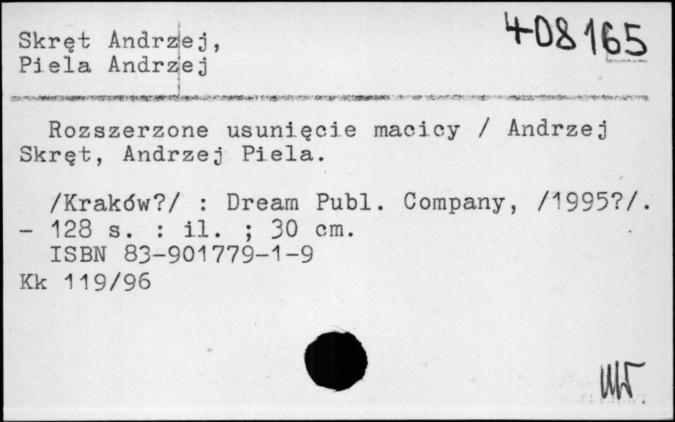 408165
Skręt Andrzej,
Piela Andrzej
Rozszerzone usunięcie macicy / Andrzej
Skręt, Andrzej Piela.
/Kraków?/ : Dream Publ. Company, /1995?/.
- 128 s. : il. ; 30 cm.
ISBN 83-901779-1-9
Kk 119/96